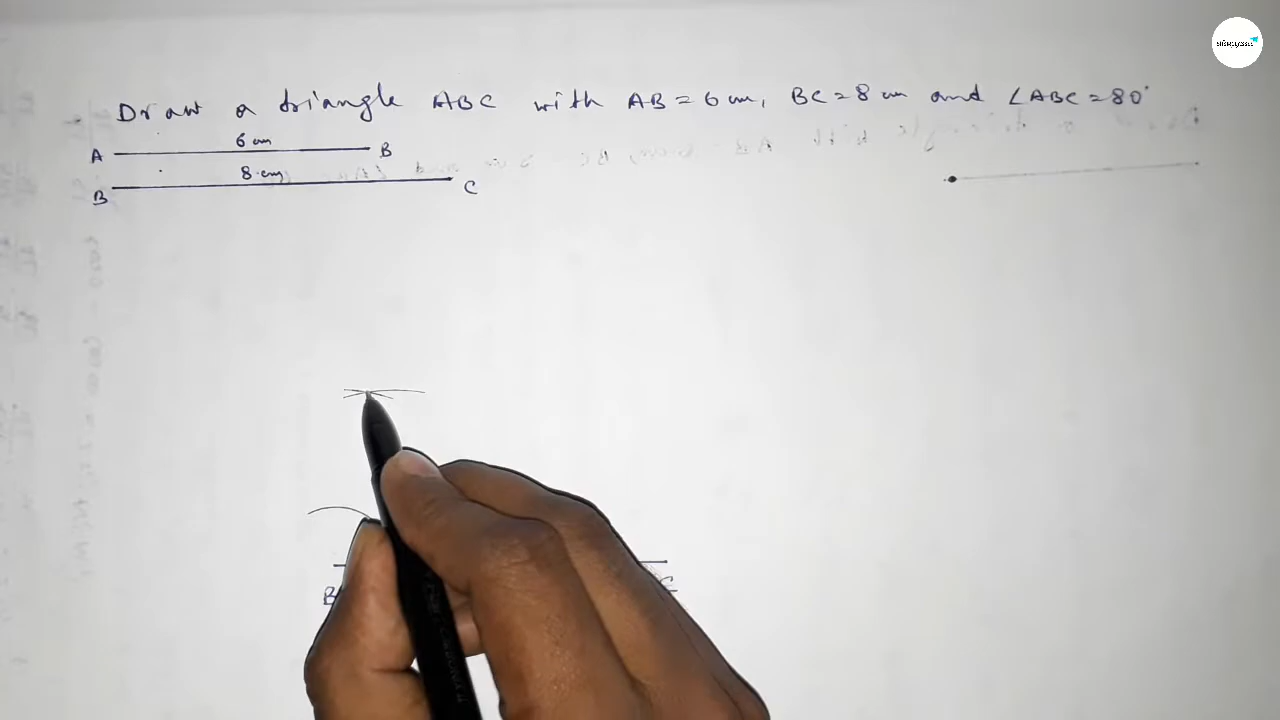 Draw a triangle ABC with AB = 6 cm, BC = 8 cm and ∠ABC = 80°
6 cm
A B
8 cm
B C
B C